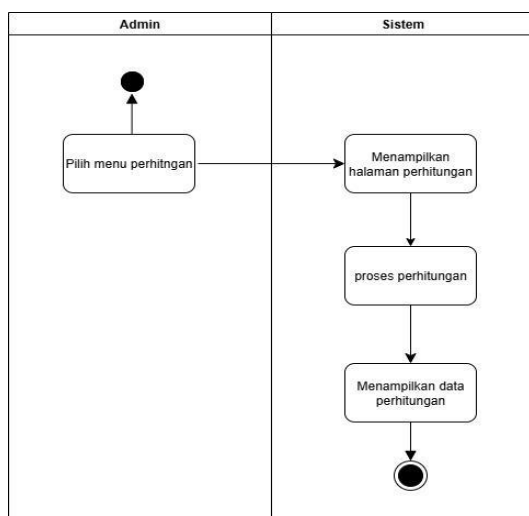 Admin
Sistem
Pilih menu perhitngan
Menampilkan
halaman perhitungan
proses perhitungan
Menampilkan data
perhitungan